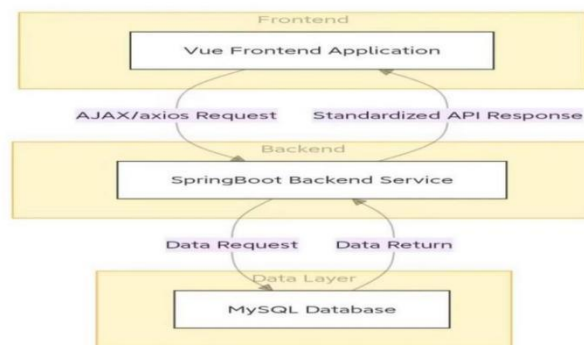 Frontend
Vue Frontend Application
AJAX/axios Request Standardized API Response
Backend
SpringBoot Backend Service
Data Request Data Return
Data Layer
MySQL Database